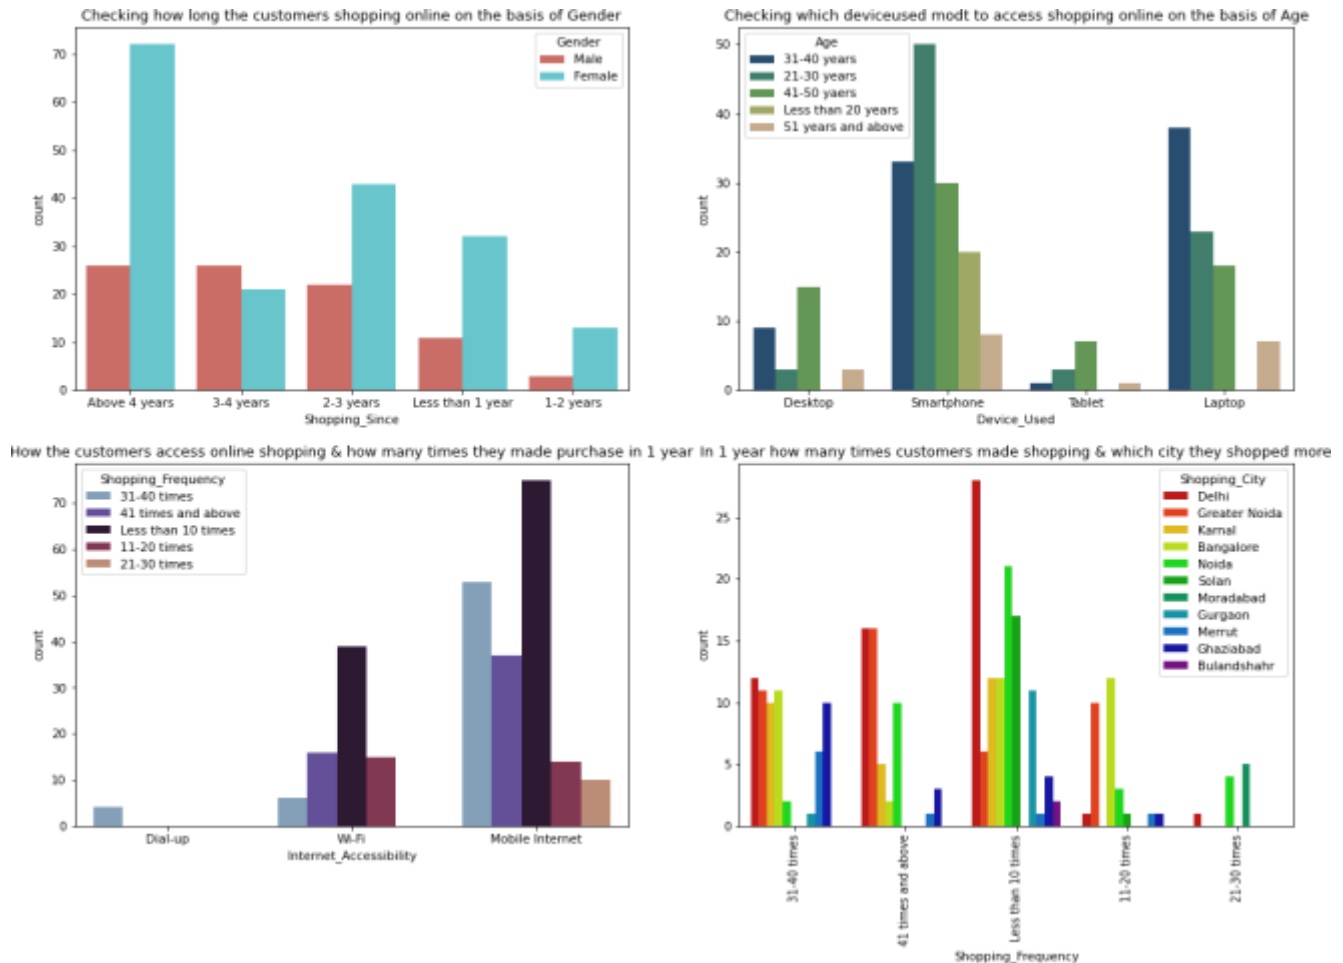 Checking how long the customers shopping online on the basis of Gender
70
60
50
40
30
20
10
0
count
Gender
Male
Female
Above 4 years
3-4 years
2-3 years
Less than 1 year
1-2 years
Shopping_Since
Checking which deviceused modt to access shopping online on the basis of Age
50
40
30
20
10
0
count
Age
31-40 years
21-30 years
41-50 yaers
Less than 20 years
51 years and above
Desktop
Smartphone
Tablet
Laptop
Device_Used
How the customers access online shopping & how many times they made purchase in 1 year
70
60
50
40
30
20
10
0
count
Shopping_Frequency
31-40 times
41 times and above
Less than 10 times
11-20 times
21-30 times
Dial-up
Wi-Fi
Mobile Internet
Internet_Accessibility
In 1 year how many times customers made shopping & which city they shopped more
25
20
15
10
5
0
count
Shopping_City
Delhi
Greater Noida
Karnal
Bangalore
Noida
Solan
Moradabad
Gurgaon
Merrut
Ghaziabad
Bulandshahr
31-40 times
41 times and above
Less than 10 times
11-20 times
21-30 times
Shopping_Frequency